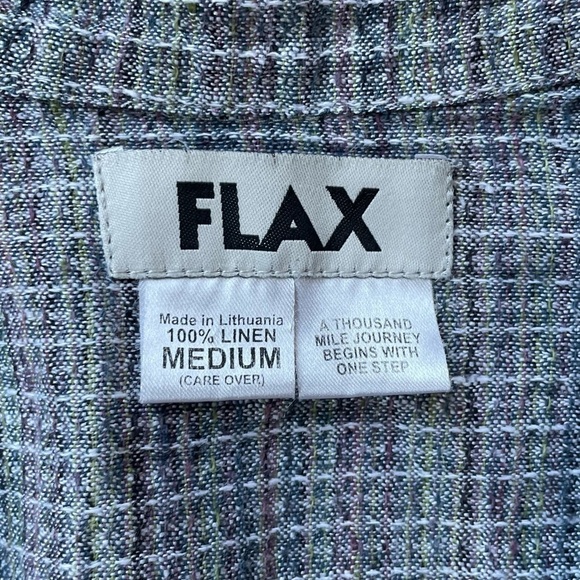 FLAX
Made in Lithuania
100% LINEN
MEDIUM
(CARE OVER)
A THOUSAND
MILE JOURNEY
BEGINS WITH
ONE STEP